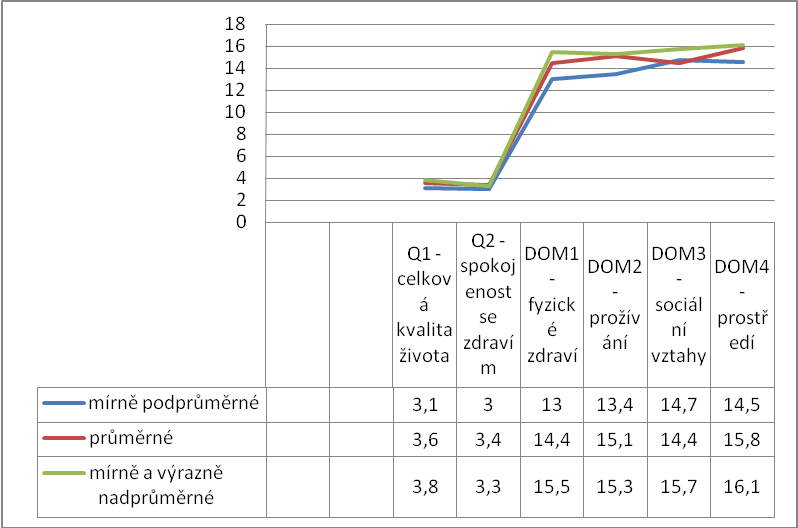 18
16
14
12
10
8
6
4
2
0
Q1 -
celkov
á
kvalita
života
Q2 -
spokoj
enost
se
zdraví
m
DOM1
-
fyzick
é
zdraví
DOM2
-
prožív
ání
DOM3
-
sociál
ní
vztahy
DOM4
-
prostř
edí
mírně podprůměrné 3,1 3 13 13,4 14,7 14,5
průměrné 3,6 3,4 14,4 15,1 14,4 15,8
mírně a výrazně
nadprůměrné 3,8 3,3 15,5 15,3 15,7 16,1